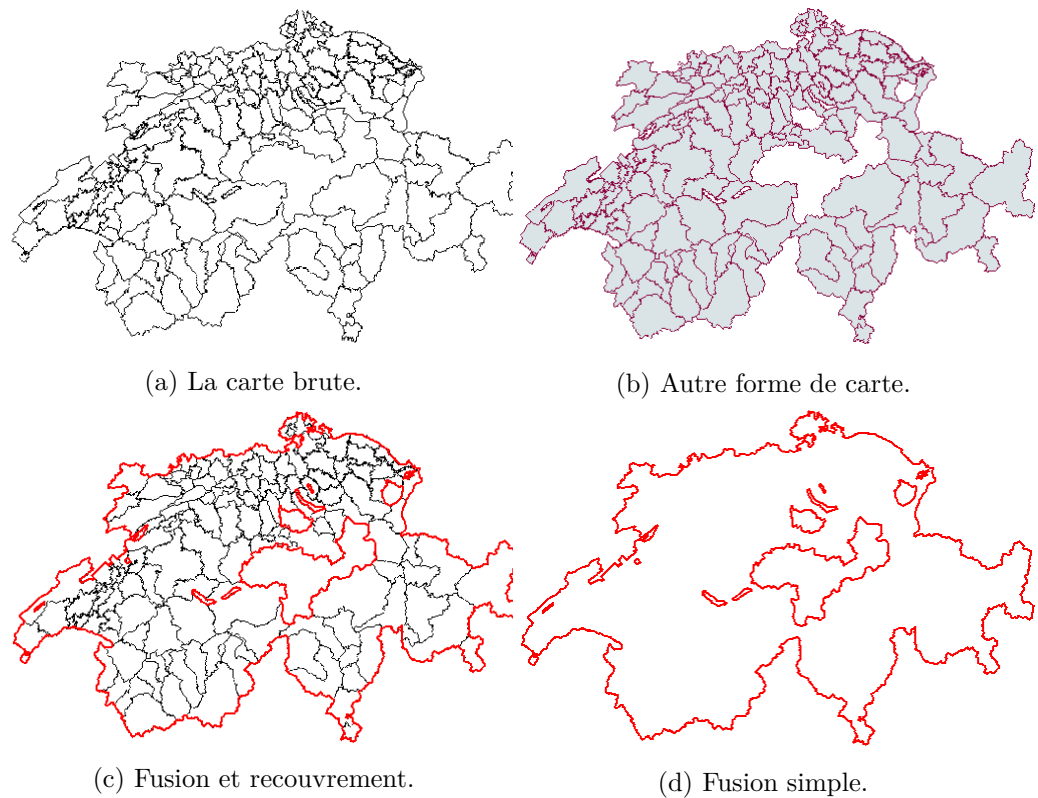 (a) La carte brute.
(b) Autre forme de carte.
(c) Fusion et recouvrement.
(d) Fusion simple.